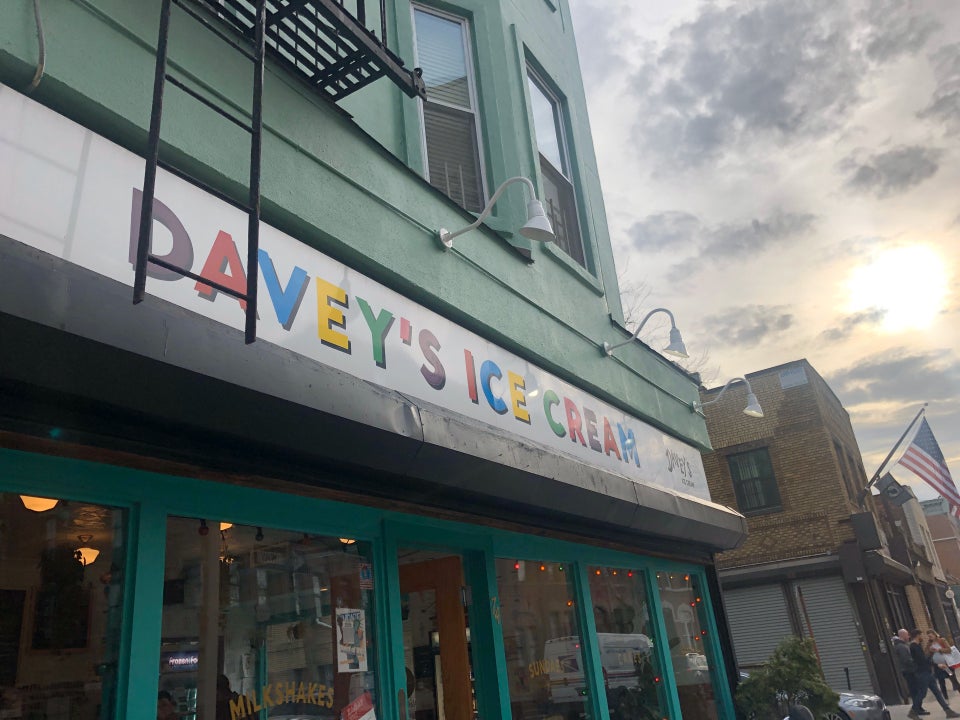 DAVEY'S ICE CREAM
DAVEY'S
ICE CREAM
MILKSHAKES
SUNDAES